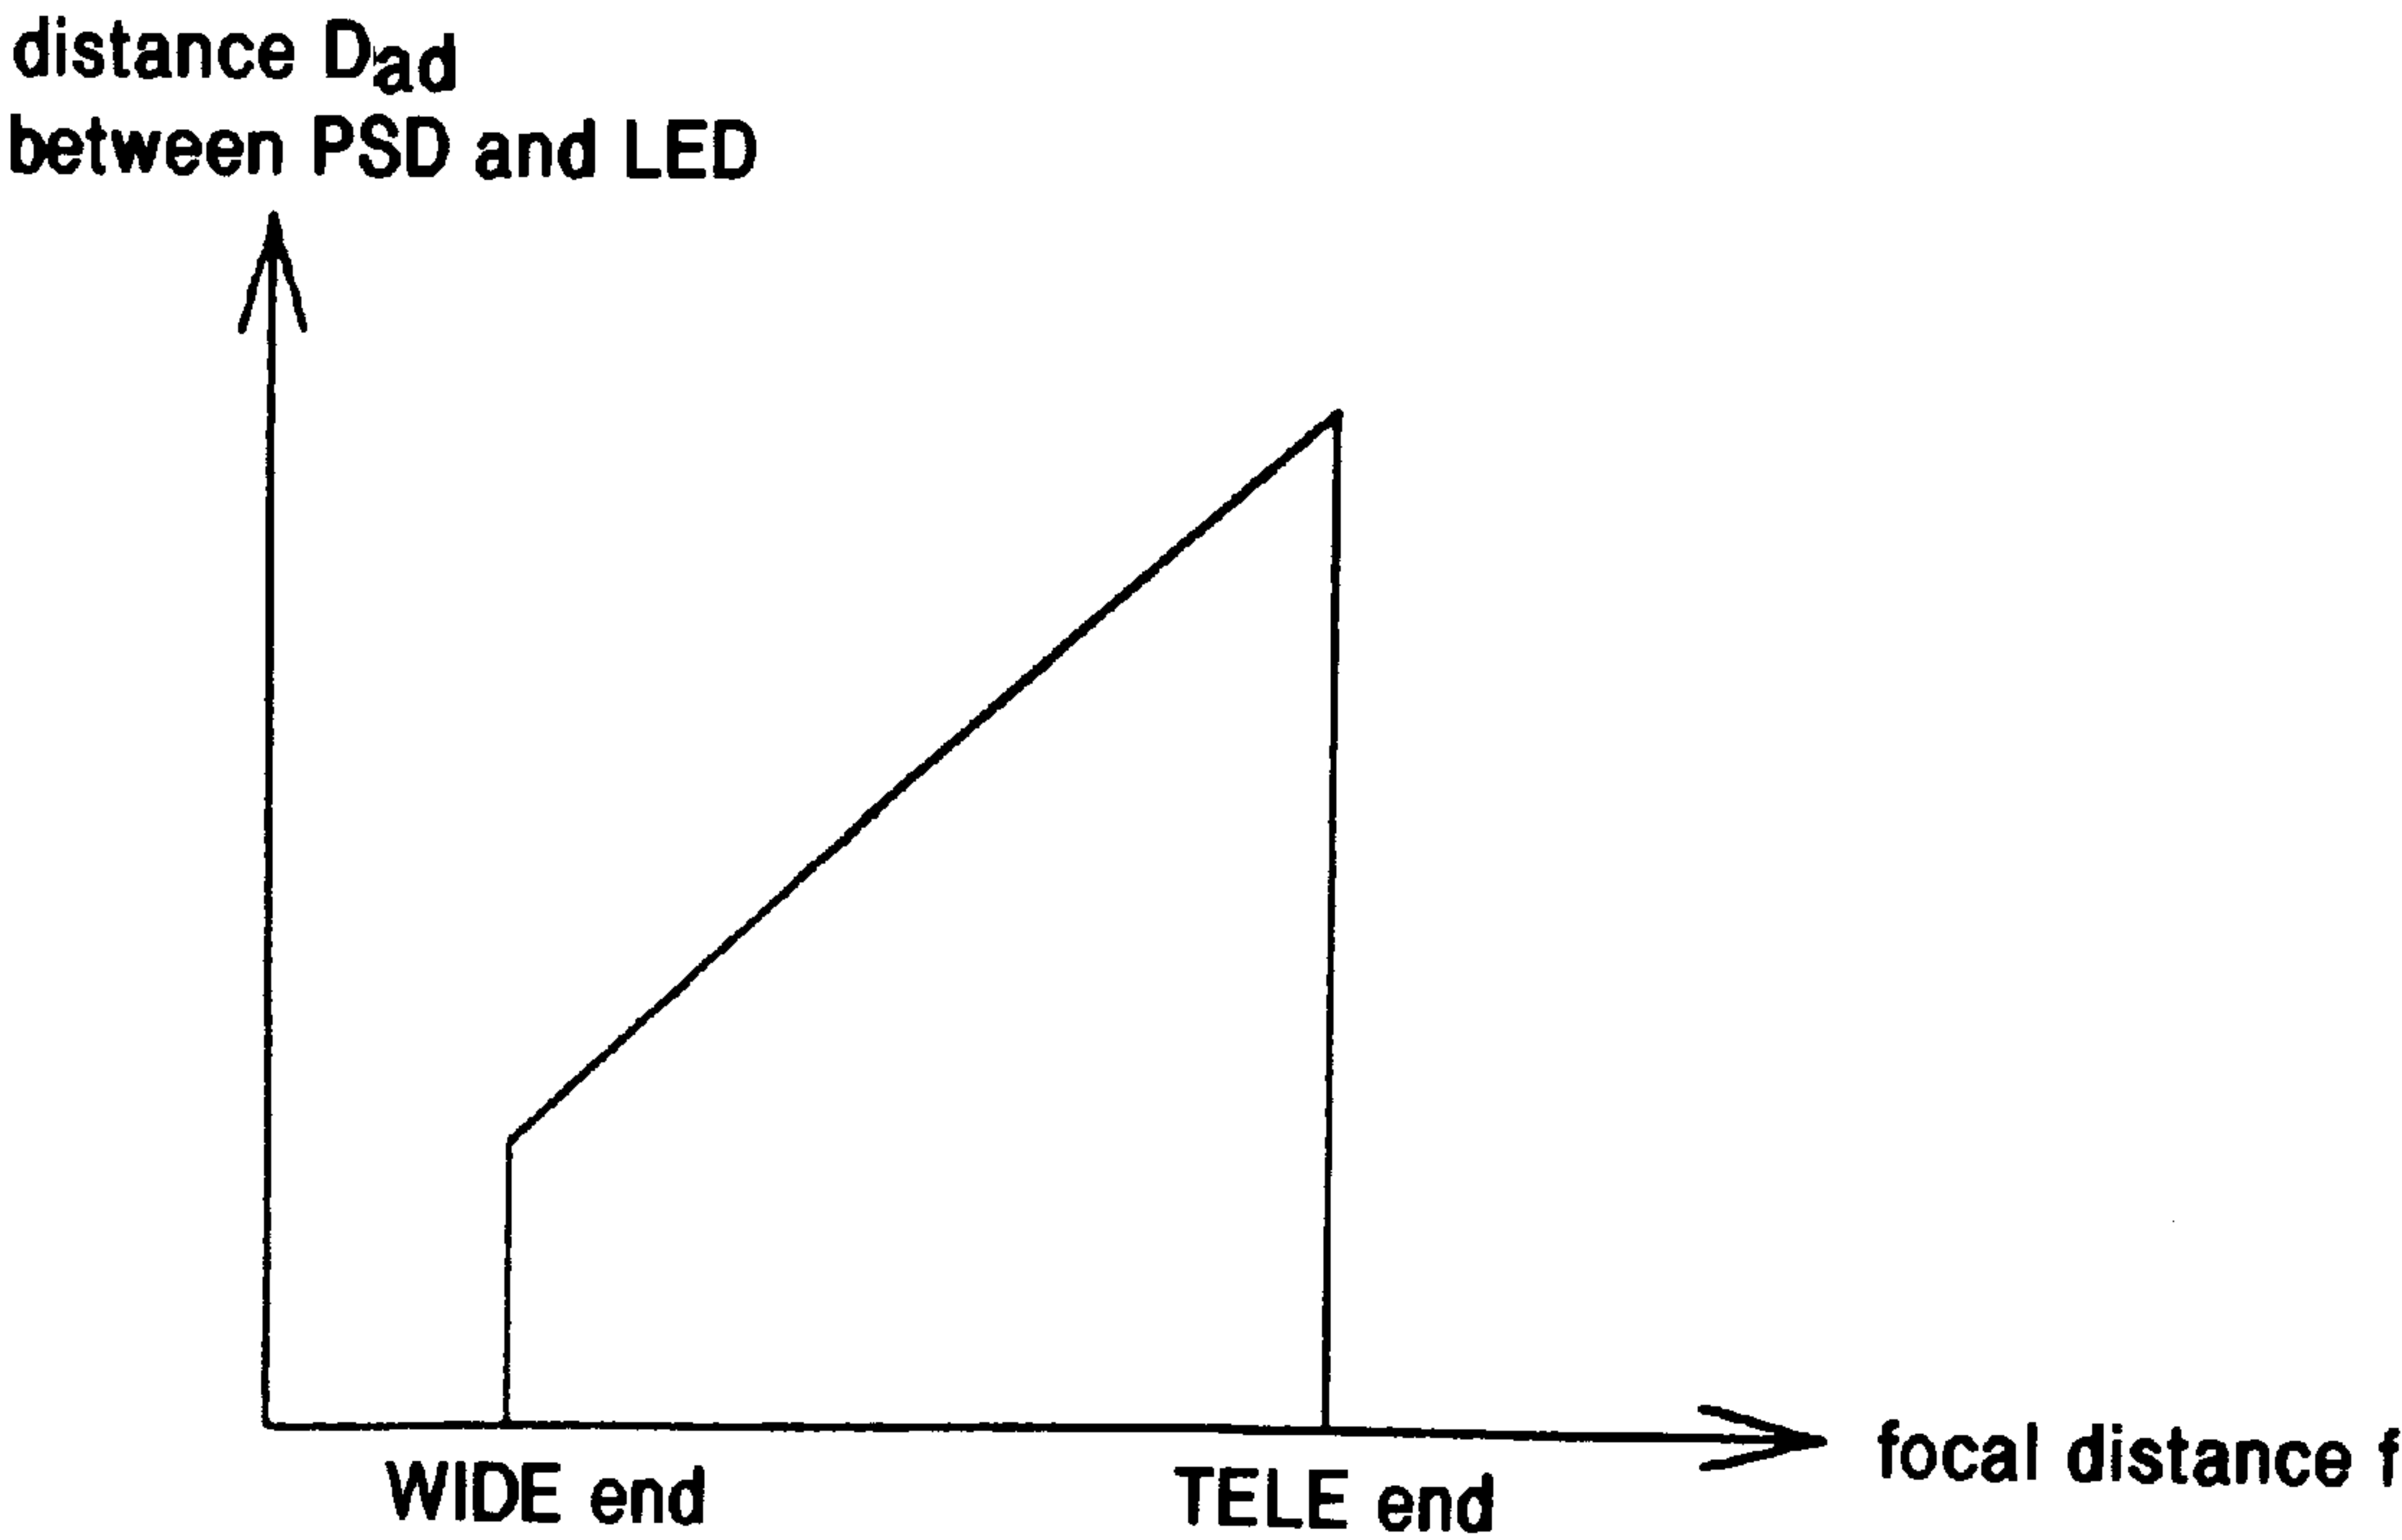 distance Dad
between PSD and LED
WIDE end
TELE end
focal distance f